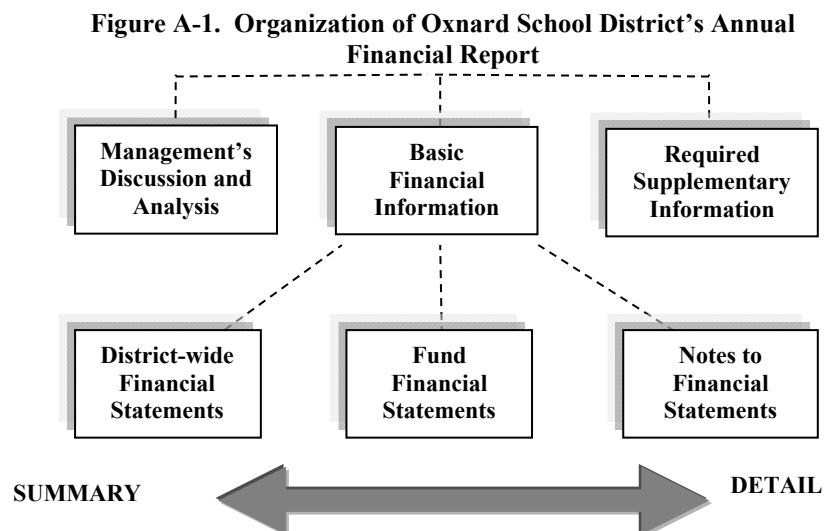 Figure A-1. Organization of Oxnard School District’s Annual
Financial Report
Management’s
Discussion and
Analysis
Basic
Financial
Information
Required
Supplementary
Information
District-wide
Financial
Statements
Fund
Financial
Statements
Notes to
Financial
Statements
SUMMARY
DETAIL